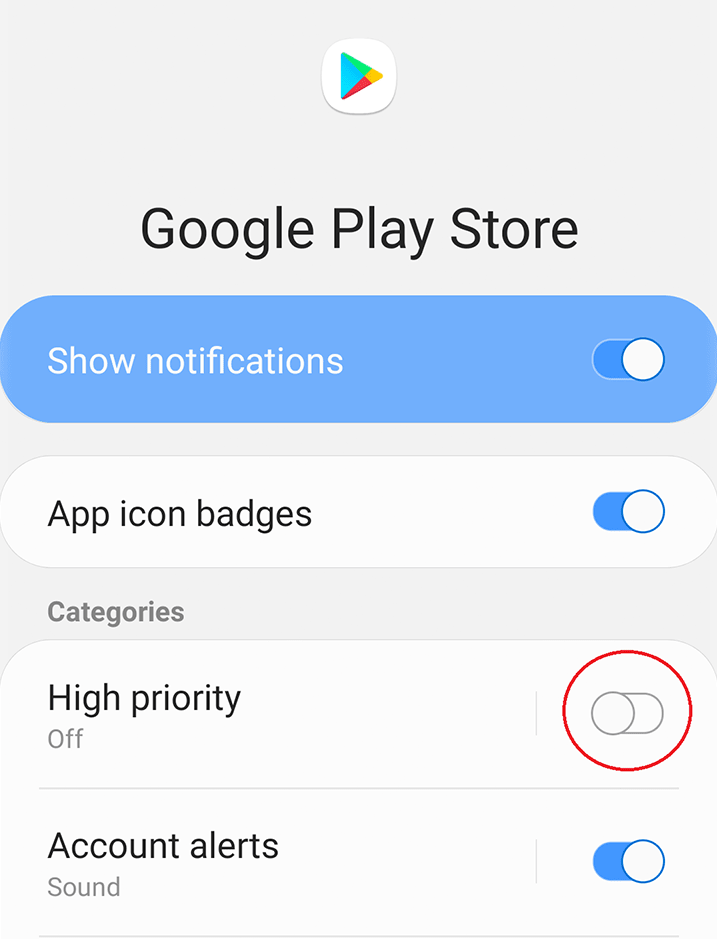 Google Play Store
Show notifications
App icon badges
Categories
High priority
Off
Account alerts
Sound